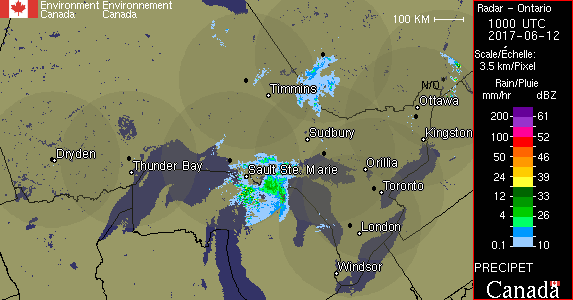 Environment Environnement
Canada Canada
100 KM
Radar - Ontario
1000 UTC
2017-06-12
Scale/Échelle:
3.5 km/Pixel
Rain/Pluie
mm/hr dBZ
200 61
100 52
50 46
24 39
12 33
4 26
0.1 10
PRECIPET
Canada
Timmins
Ottawa
Sudbury
Kingston
Dryden
Thunder Bay
Sault Ste. Marie
Orillia
Toronto
London
Windsor